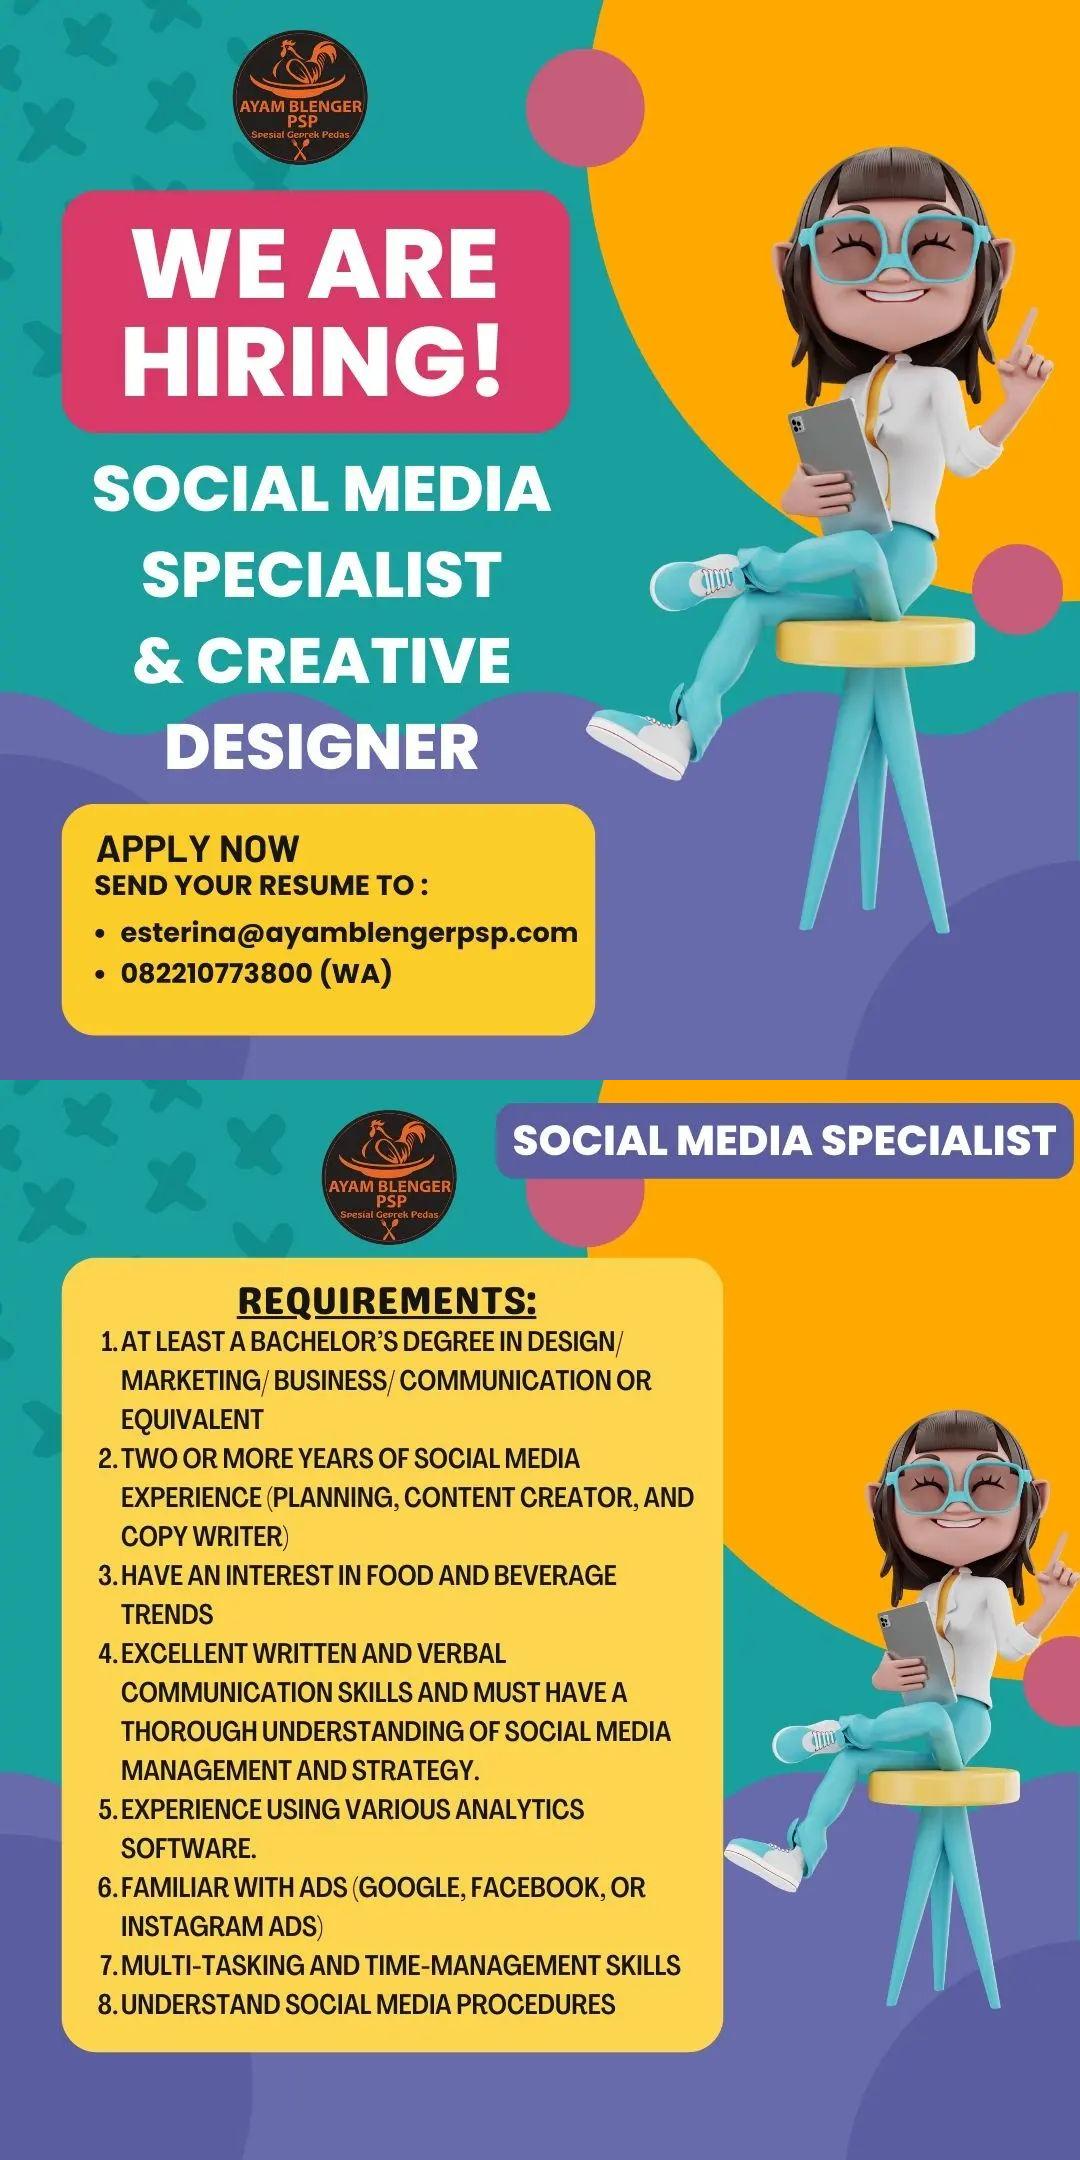 AYAM BLENGER
PSP
Spesial Geprek Pedas
WE ARE
HIRING!
SOCIAL MEDIA
SPECIALIST
& CREATIVE
DESIGNER
APPLY NOW
SEND YOUR RESUME TO :
• esterina@ayamblengerpsp.com
• 082210773800 (WA)
SOCIAL MEDIA SPECIALIST
AYAM BLENGER
PSP
Spesial Geprek Pedas
REQUIREMENTS:
1. AT LEAST A BACHELOR'S DEGREE IN DESIGN/
MARKETING/ BUSINESS/ COMMUNICATION OR
EQUIVALENT
2. TWO OR MORE YEARS OF SOCIAL MEDIA
EXPERIENCE (PLANNING, CONTENT CREATOR, AND
COPY WRITER)
3. HAVE AN INTEREST IN FOOD AND BEVERAGE
TRENDS
4. EXCELLENT WRITTEN AND VERBAL
COMMUNICATION SKILLS AND MUST HAVE A
THOROUGH UNDERSTANDING OF SOCIAL MEDIA
MANAGEMENT AND STRATEGY.
5. EXPERIENCE USING VARIOUS ANALYTICS
SOFTWARE.
6. FAMILIAR WITH ADS (GOOGLE, FACEBOOK, OR
INSTAGRAM ADS)
7. MULTI-TASKING AND TIME-MANAGEMENT SKILLS
8. UNDERSTAND SOCIAL MEDIA PROCEDURES